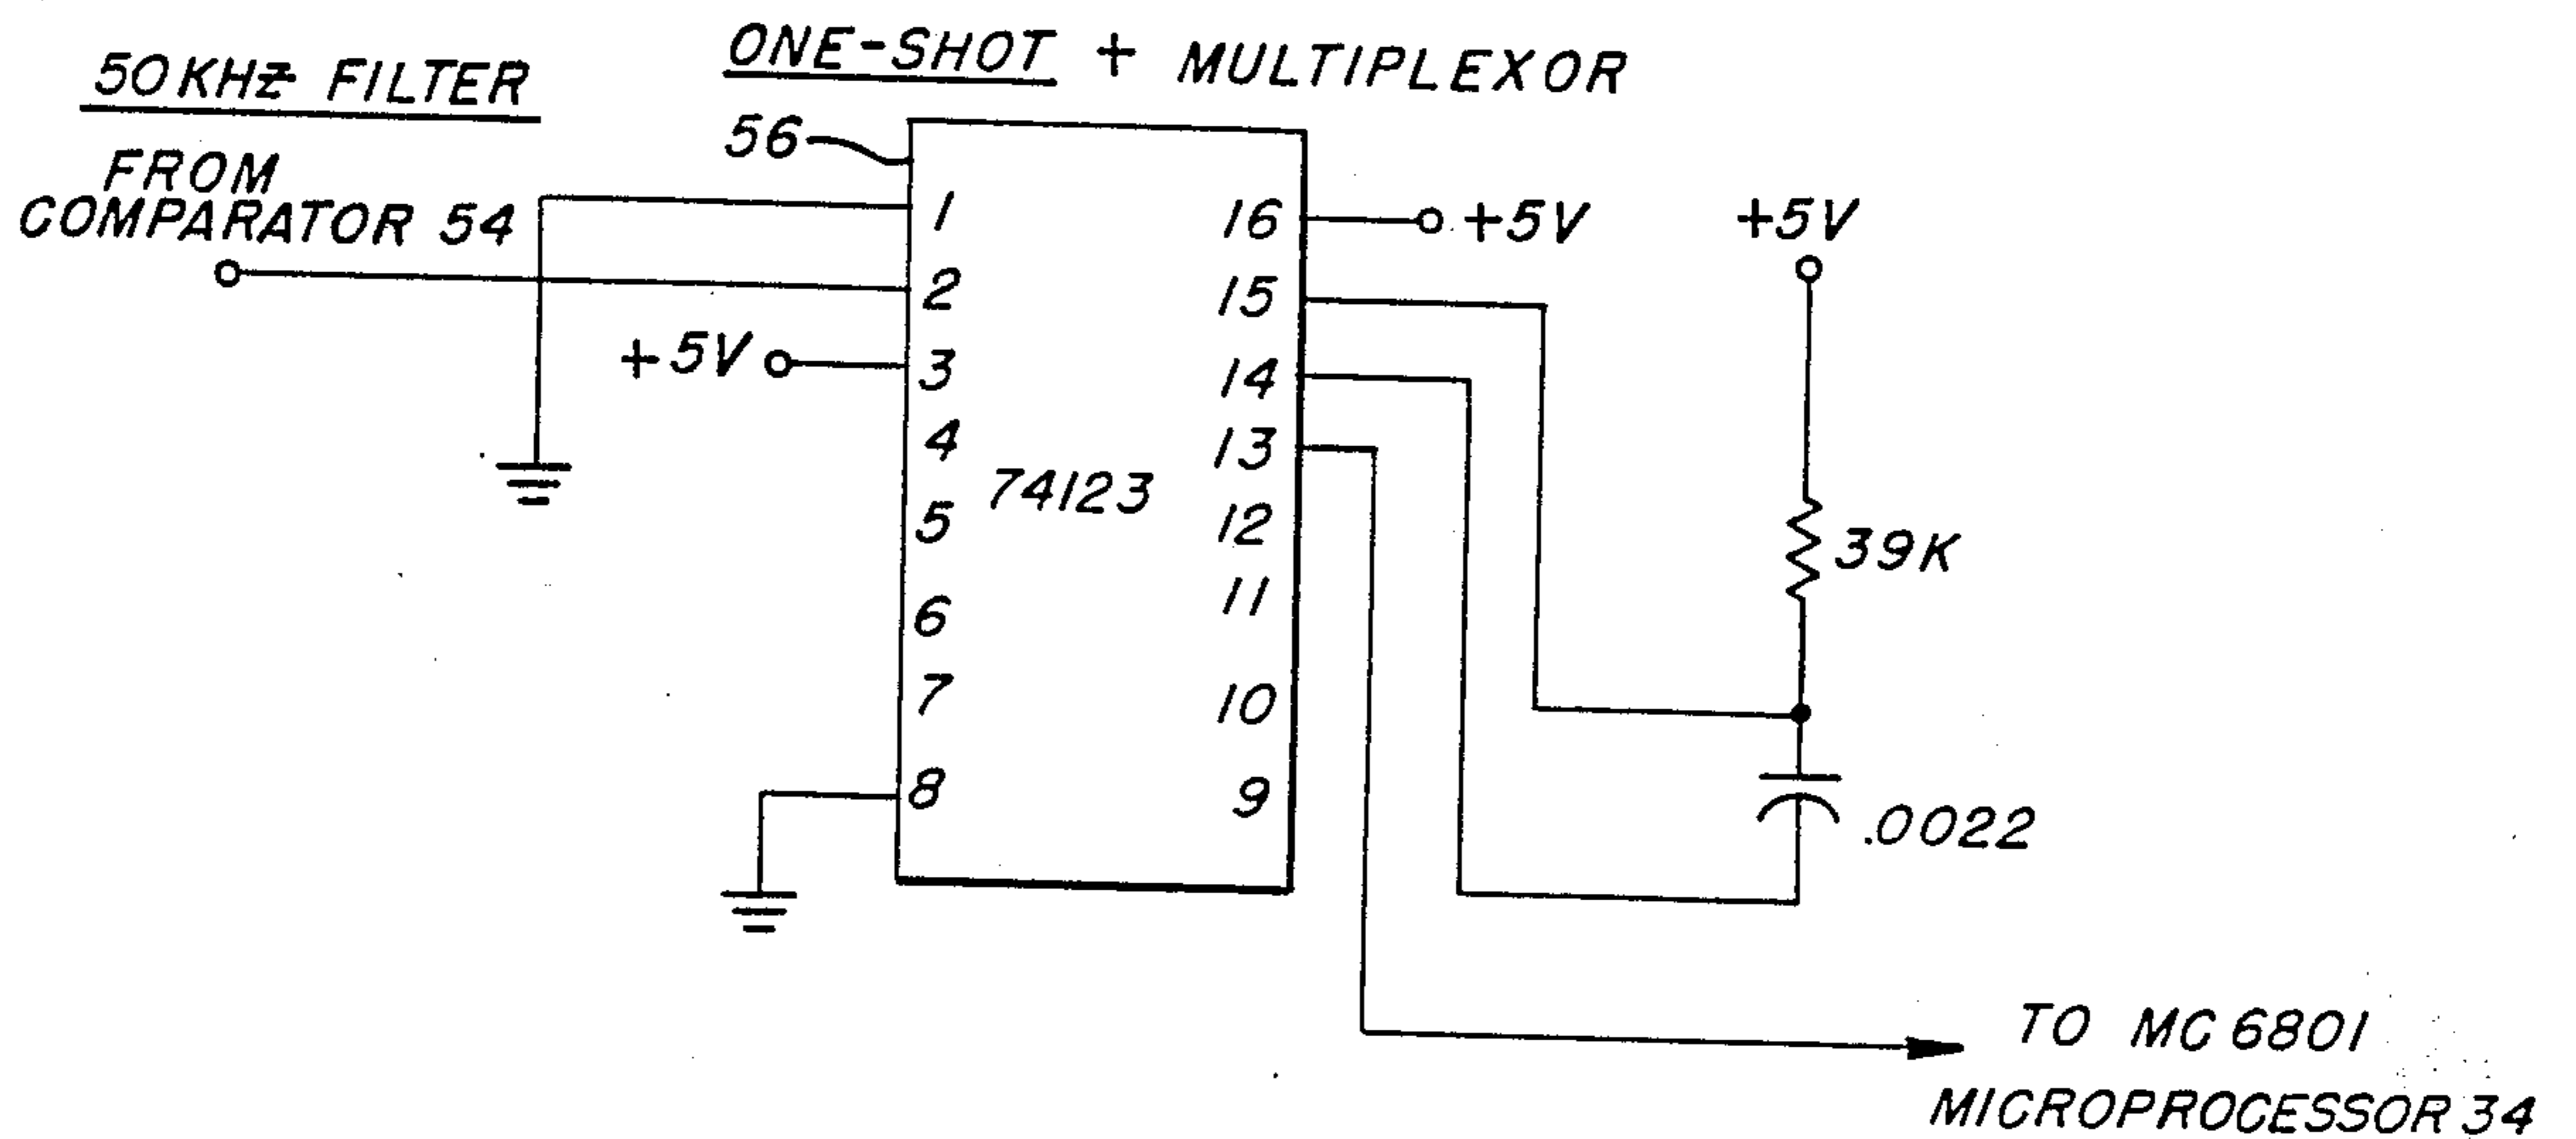 50KHz FILTER
ONE-SHOT + MULTIPLEXOR
56
FROM
COMPARATOR 54
1
2
+5V
3
4
5
6
7
8
74123
16
+5V
15
14
13
12
11
10
9
+5V
39K
.0022
TO MC 6801
MICROPROCESSOR 34